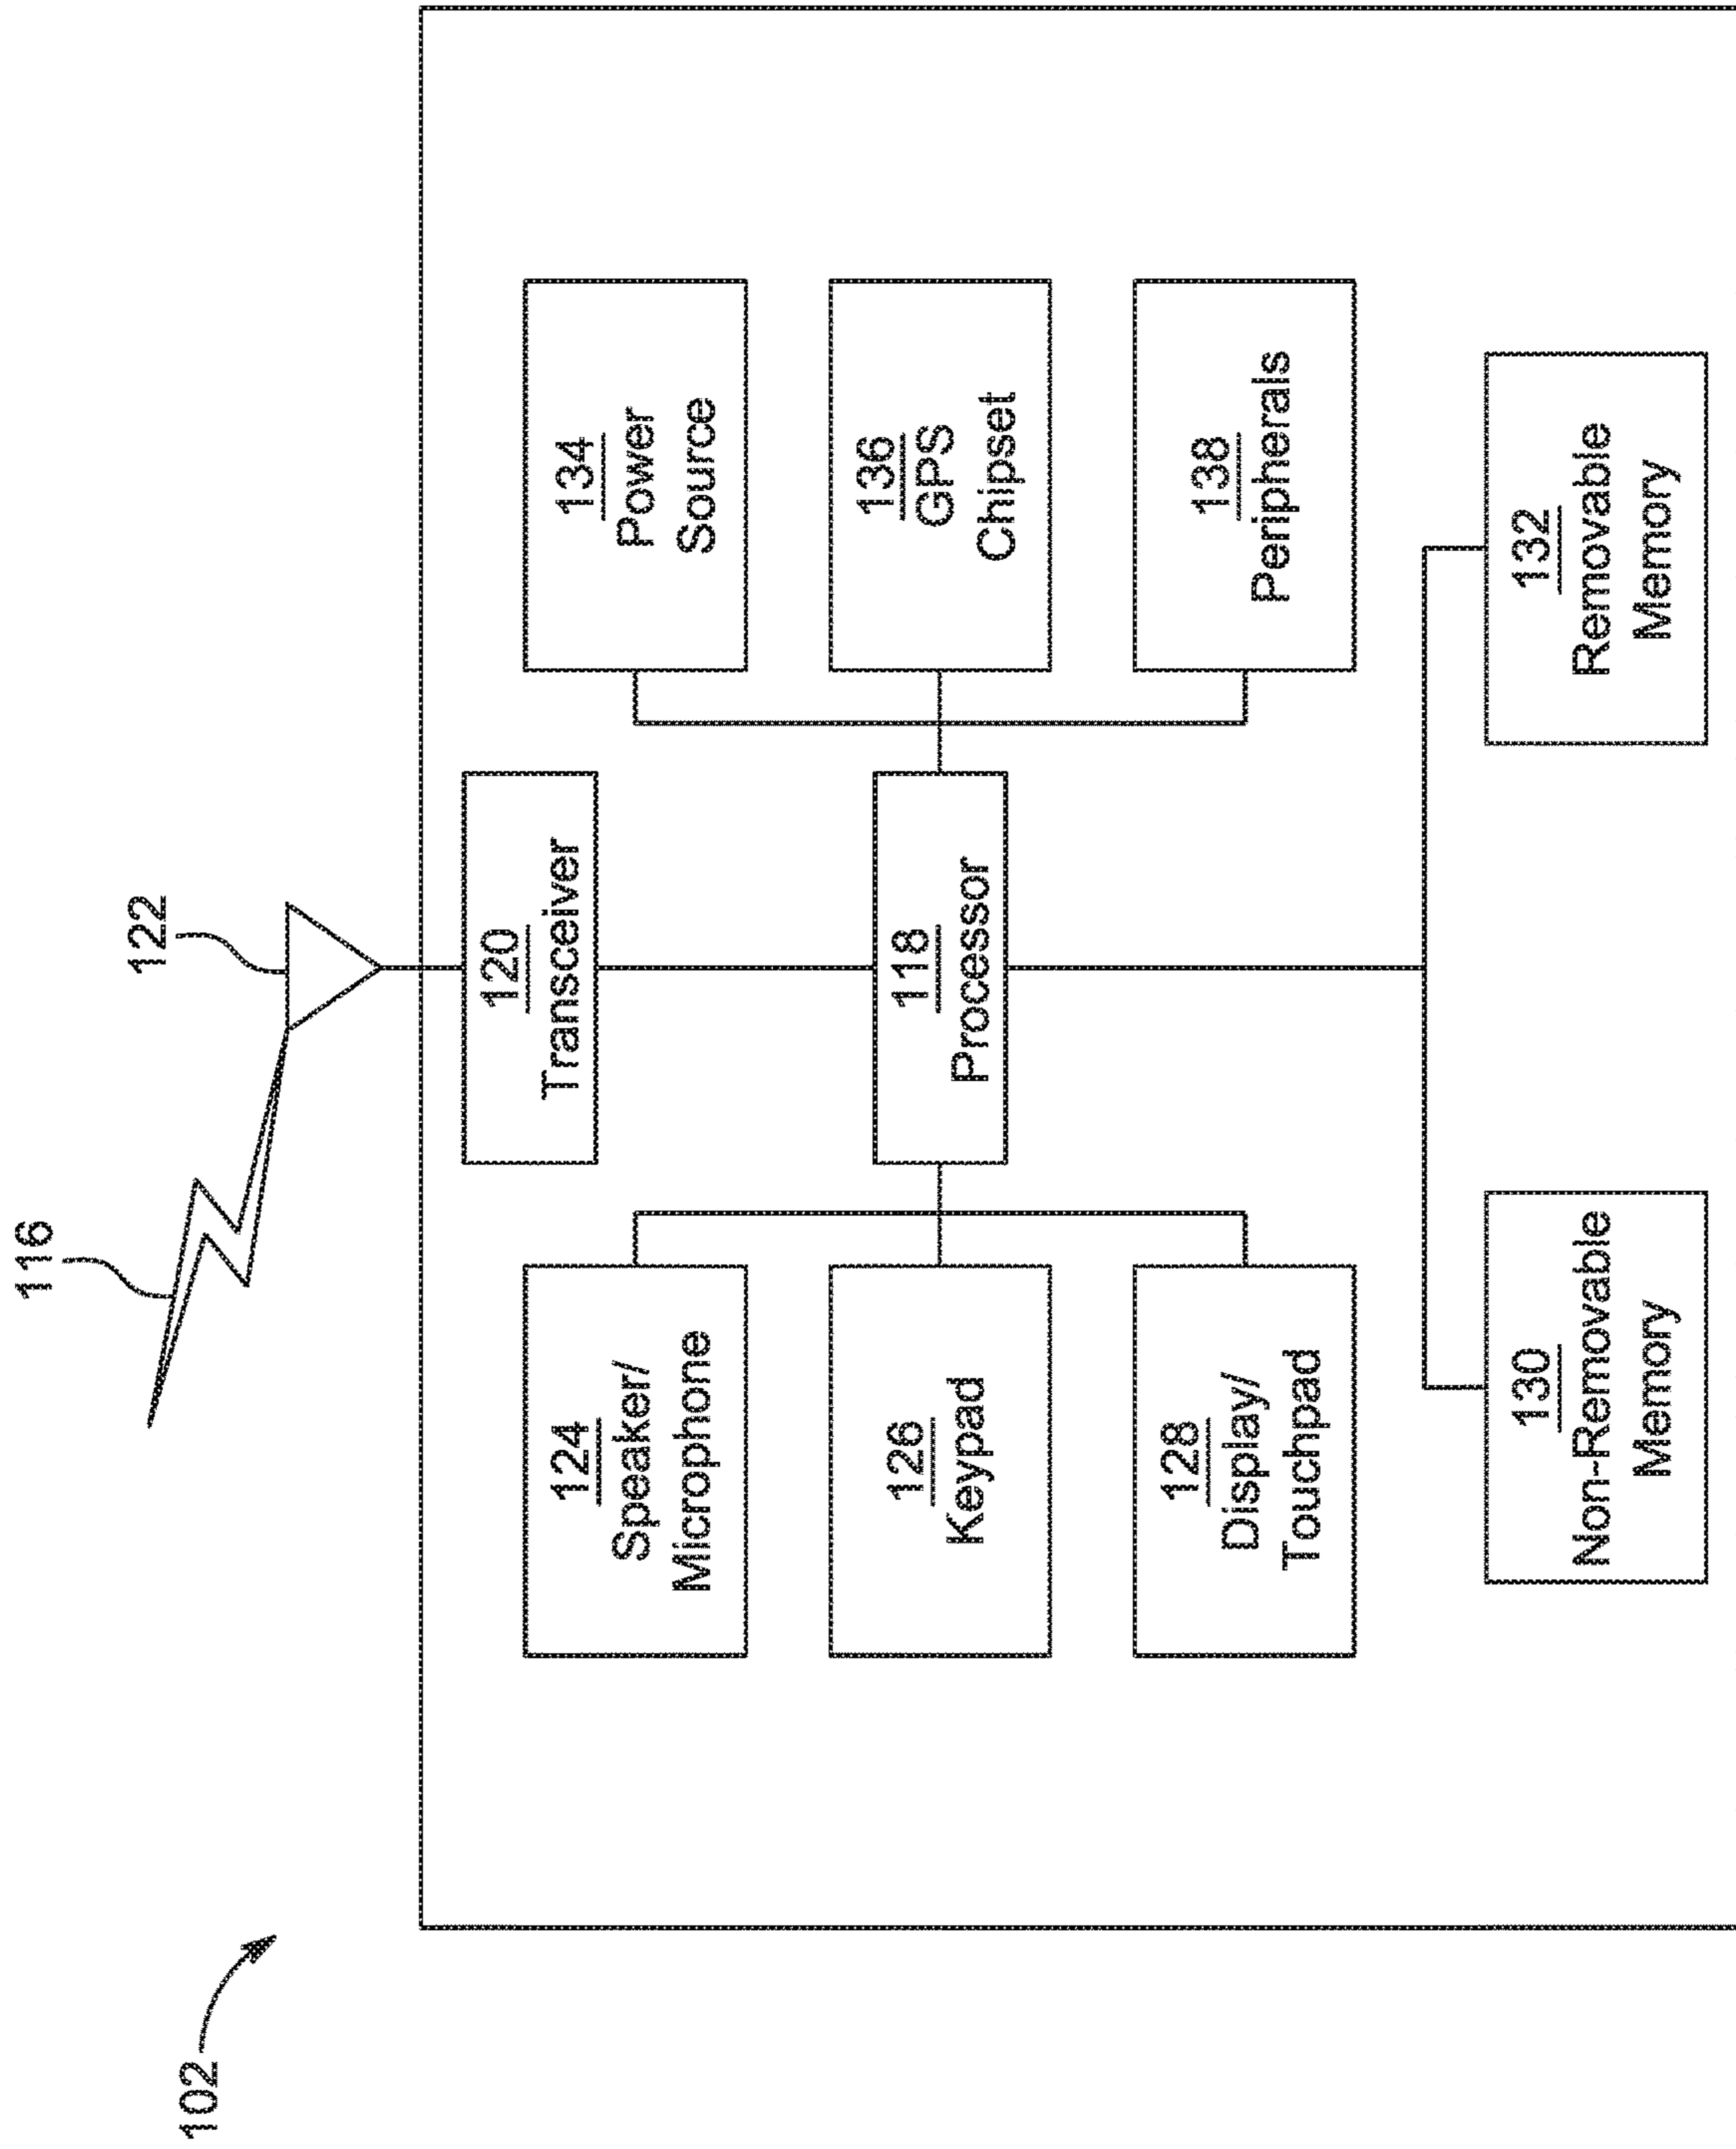 102
116
122
120
Transceiver
124
Speaker/
Microphone
134
Power
Source
118
Processor
126
Keypad
136
GPS
Chipset
128
Display/
Touchpad
138
Peripherals
130
Non-Removable
Memory
132
Removable
Memory